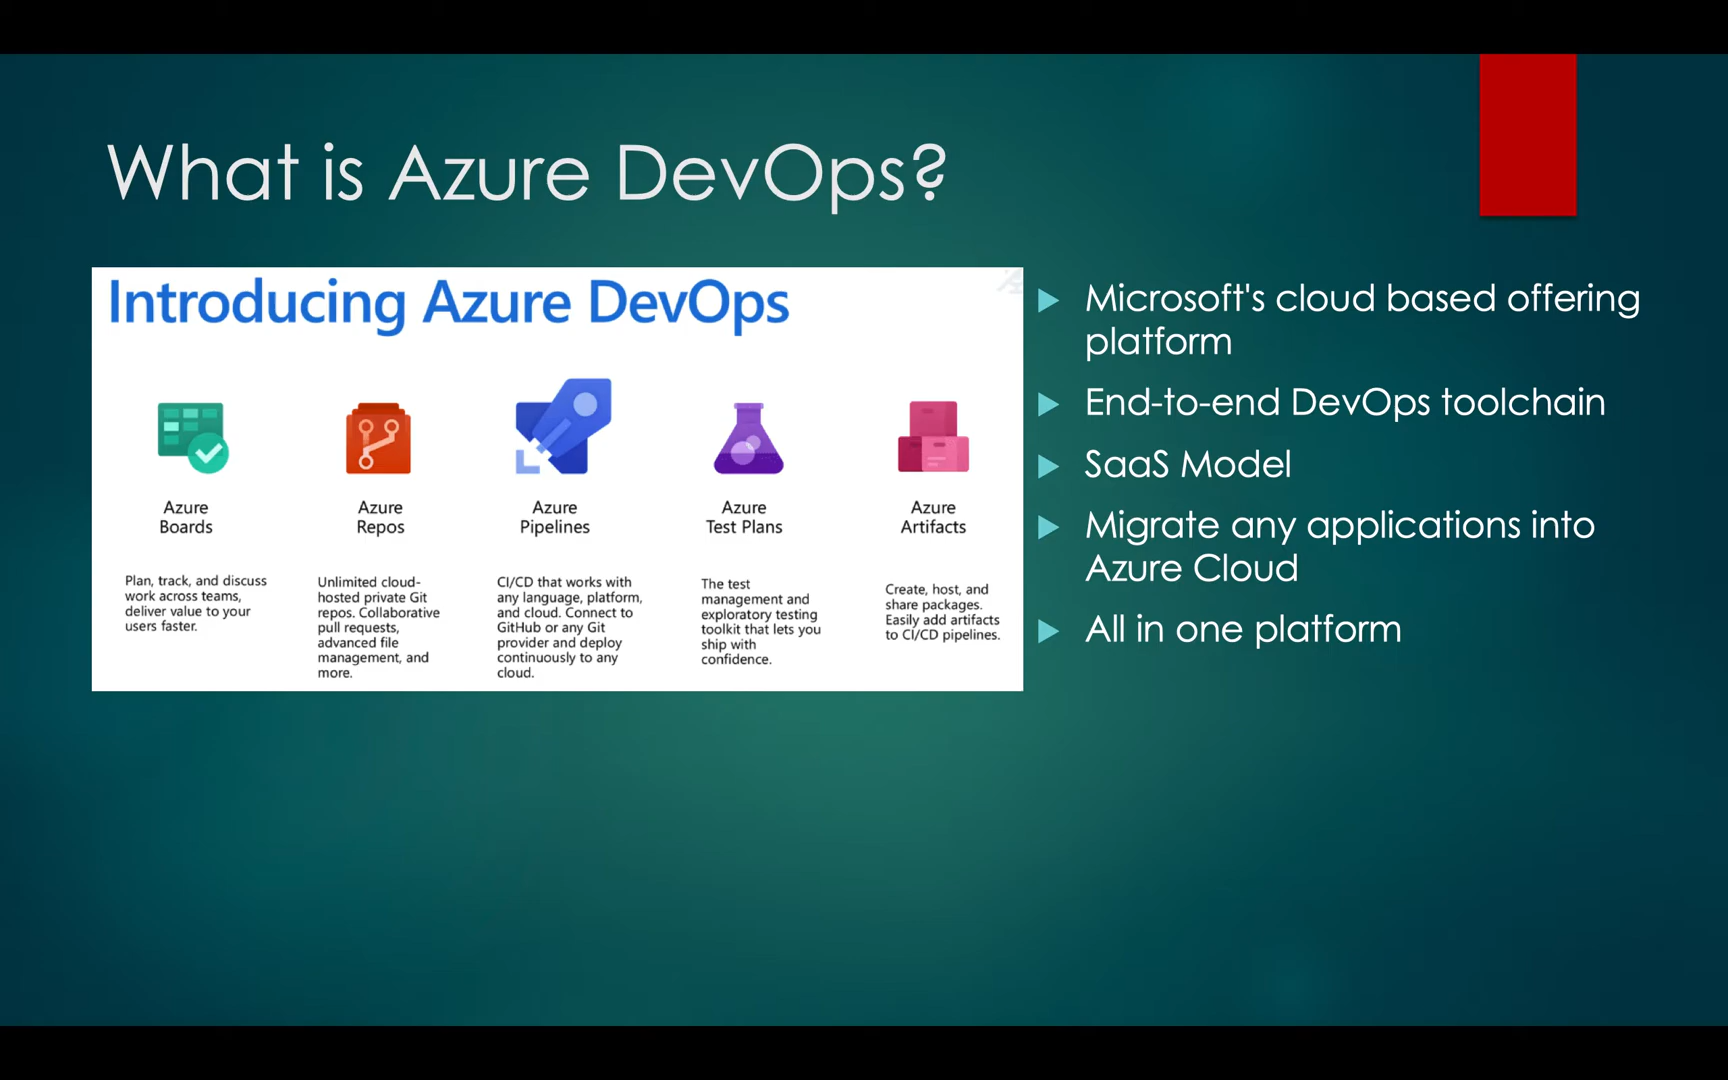 What is Azure DevOps?
Introducing Azure DevOps
Azure
Boards
Plan, track, and discuss
work across teams,
deliver value to your
users faster.
Azure
Repos
Unlimited cloud-
hosted private Git
repos. Collaborative
pull requests,
advanced file
management, and
more.
Azure
Pipelines
CI/CD that works with
any language, platform,
and cloud. Connect to
GitHub or any Git
provider and deploy
continuously to any
cloud.
Azure
Test Plans
The test
management and
exploratory testing
toolkit that lets you
ship with
confidence.
Azure
Artifacts
Create, host, and
share packages.
Easily add artifacts
to CI/CD pipelines.
Microsoft's cloud based offering
platform
End-to-end DevOps toolchain
SaaS Model
Migrate any applications into
Azure Cloud
All in one platform